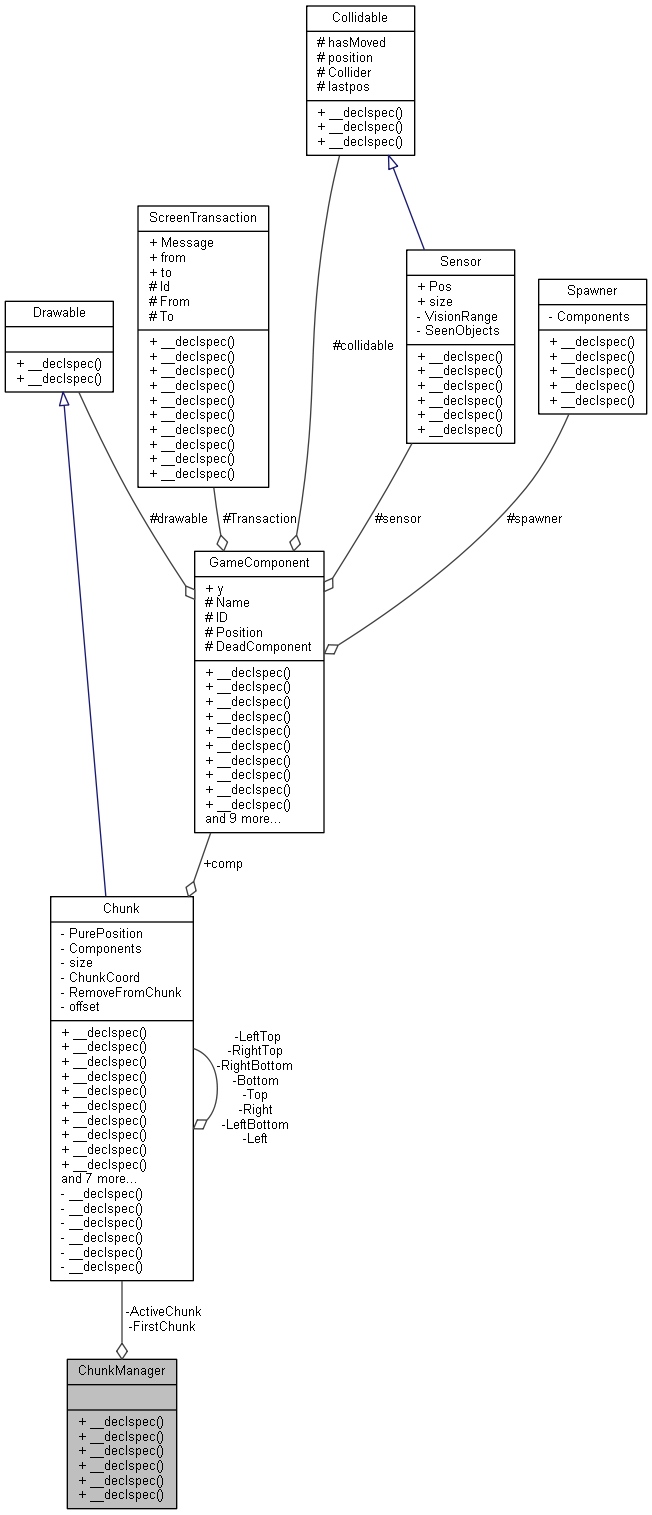 Collidable
# hasMoved
# position
# Collider
# lastpos
+ __declspec()
+ __declspec()
+ __declspec()
ScreenTransaction
+ Message
+ from
+ to
# Id
# From
# To
+ __declspec()
+ __declspec()
+ __declspec()
+ __declspec()
+ __declspec()
+ __declspec()
+ __declspec()
+ __declspec()
+ __declspec()
+ __declspec()
Sensor
+ Pos
+ size
- VisionRange
- SeenObjects
+ __declspec()
+ __declspec()
+ __declspec()
+ __declspec()
+ __declspec()
+ __declspec()
Spawner
- Components
+ __declspec()
+ __declspec()
+ __declspec()
+ __declspec()
+ __declspec()
Drawable
+ __declspec()
+ __declspec()
#collidable
#drawable
#Transaction
#sensor
#spawner
GameComponent
+ y
# Name
# ID
# Position
# DeadComponent
+ __declspec()
+ __declspec()
+ __declspec()
+ __declspec()
+ __declspec()
+ __declspec()
+ __declspec()
+ __declspec()
+ __declspec()
+ __declspec()
and 9 more...
+comp
Chunk
- PurePosition
- Components
- size
- ChunkCoord
- RemoveFromChunk
- offset
+ __declspec()
+ __declspec()
+ __declspec()
+ __declspec()
+ __declspec()
+ __declspec()
+ __declspec()
+ __declspec()
+ __declspec()
+ __declspec()
and 7 more...
- __declspec()
- __declspec()
- __declspec()
- __declspec()
- __declspec()
- __declspec()
-LeftTop
-RightTop
-RightBottom
-Bottom
-Top
-Right
-LeftBottom
-Left
-ActiveChunk
-FirstChunk
ChunkManager
+ __declspec()
+ __declspec()
+ __declspec()
+ __declspec()
+ __declspec()
+ __declspec()